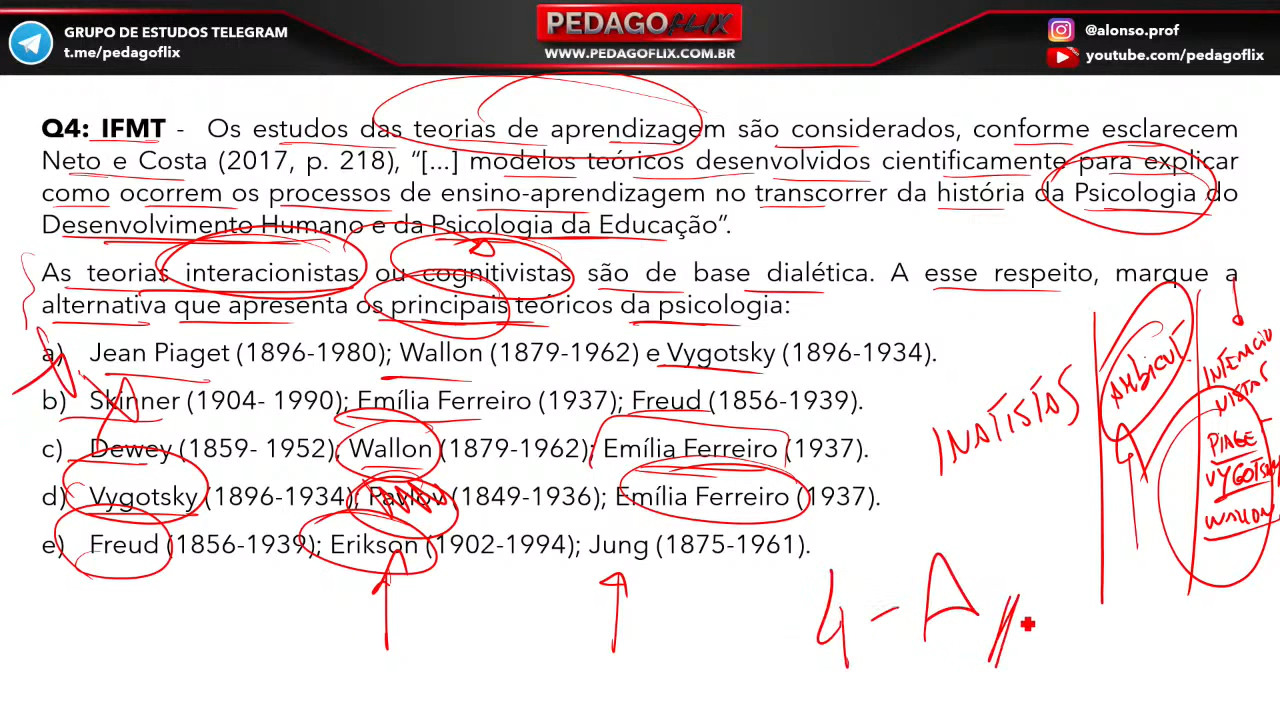 GRUPO DE ESTUDOS TELEGRAM
t.me/pedagoflix
PEDAGOFLIX
WWW.PEDAGOFLIX.COM.BR
@alonso.prof
youtube.com/pedagoflix
Q4: IFMT - Os estudos das teorias de aprendizagem são considerados, conforme esclarecem
Neto e Costa (2017, p. 218), “[...] modelos teóricos desenvolvidos cientificamente para explicar
como ocorrem os processos de ensino-aprendizagem no transcorrer da história da Psicologia do
Desenvolvimento Humano e da Psicologia da Educação”.
As teorias interacionistas ou cognitivistas são de base dialética. A esse respeito, marque a
alternativa que apresenta os principais teóricos da psicologia:
a) Jean Piaget (1896-1980); Wallon (1879-1962) e Vygotsky (1896-1934).
b) Skinner (1904- 1990); Emília Ferreiro (1937); Freud (1856-1939).
c) Dewey (1859- 1952); Wallon (1879-1962); Emília Ferreiro (1937).
d) Vygotsky (1896-1934); Pavlov (1849-1936); Emília Ferreiro (1937).
e) Freud (1856-1939); Erikson (1902-1994); Jung (1875-1961).
INATISTAS
PIAGE
VYGOTSKY
WALLON
4 - A